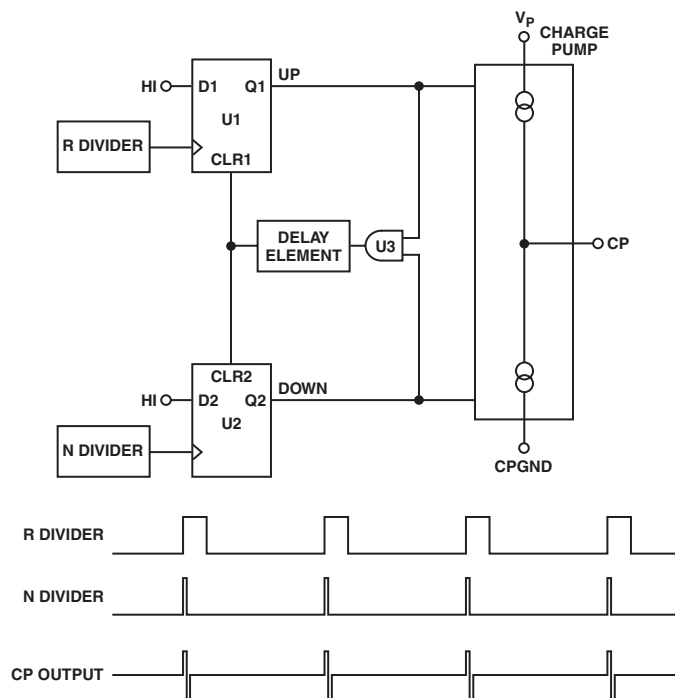 VP
CHARGE
PUMP
UP
HI
D1
Q1
U1
R DIVIDER
CLR1
DELAY
ELEMENT
U3
CP
CLR2
DOWN
HI
D2
Q2
U2
N DIVIDER
CPGND
R DIVIDER
N DIVIDER
CP OUTPUT